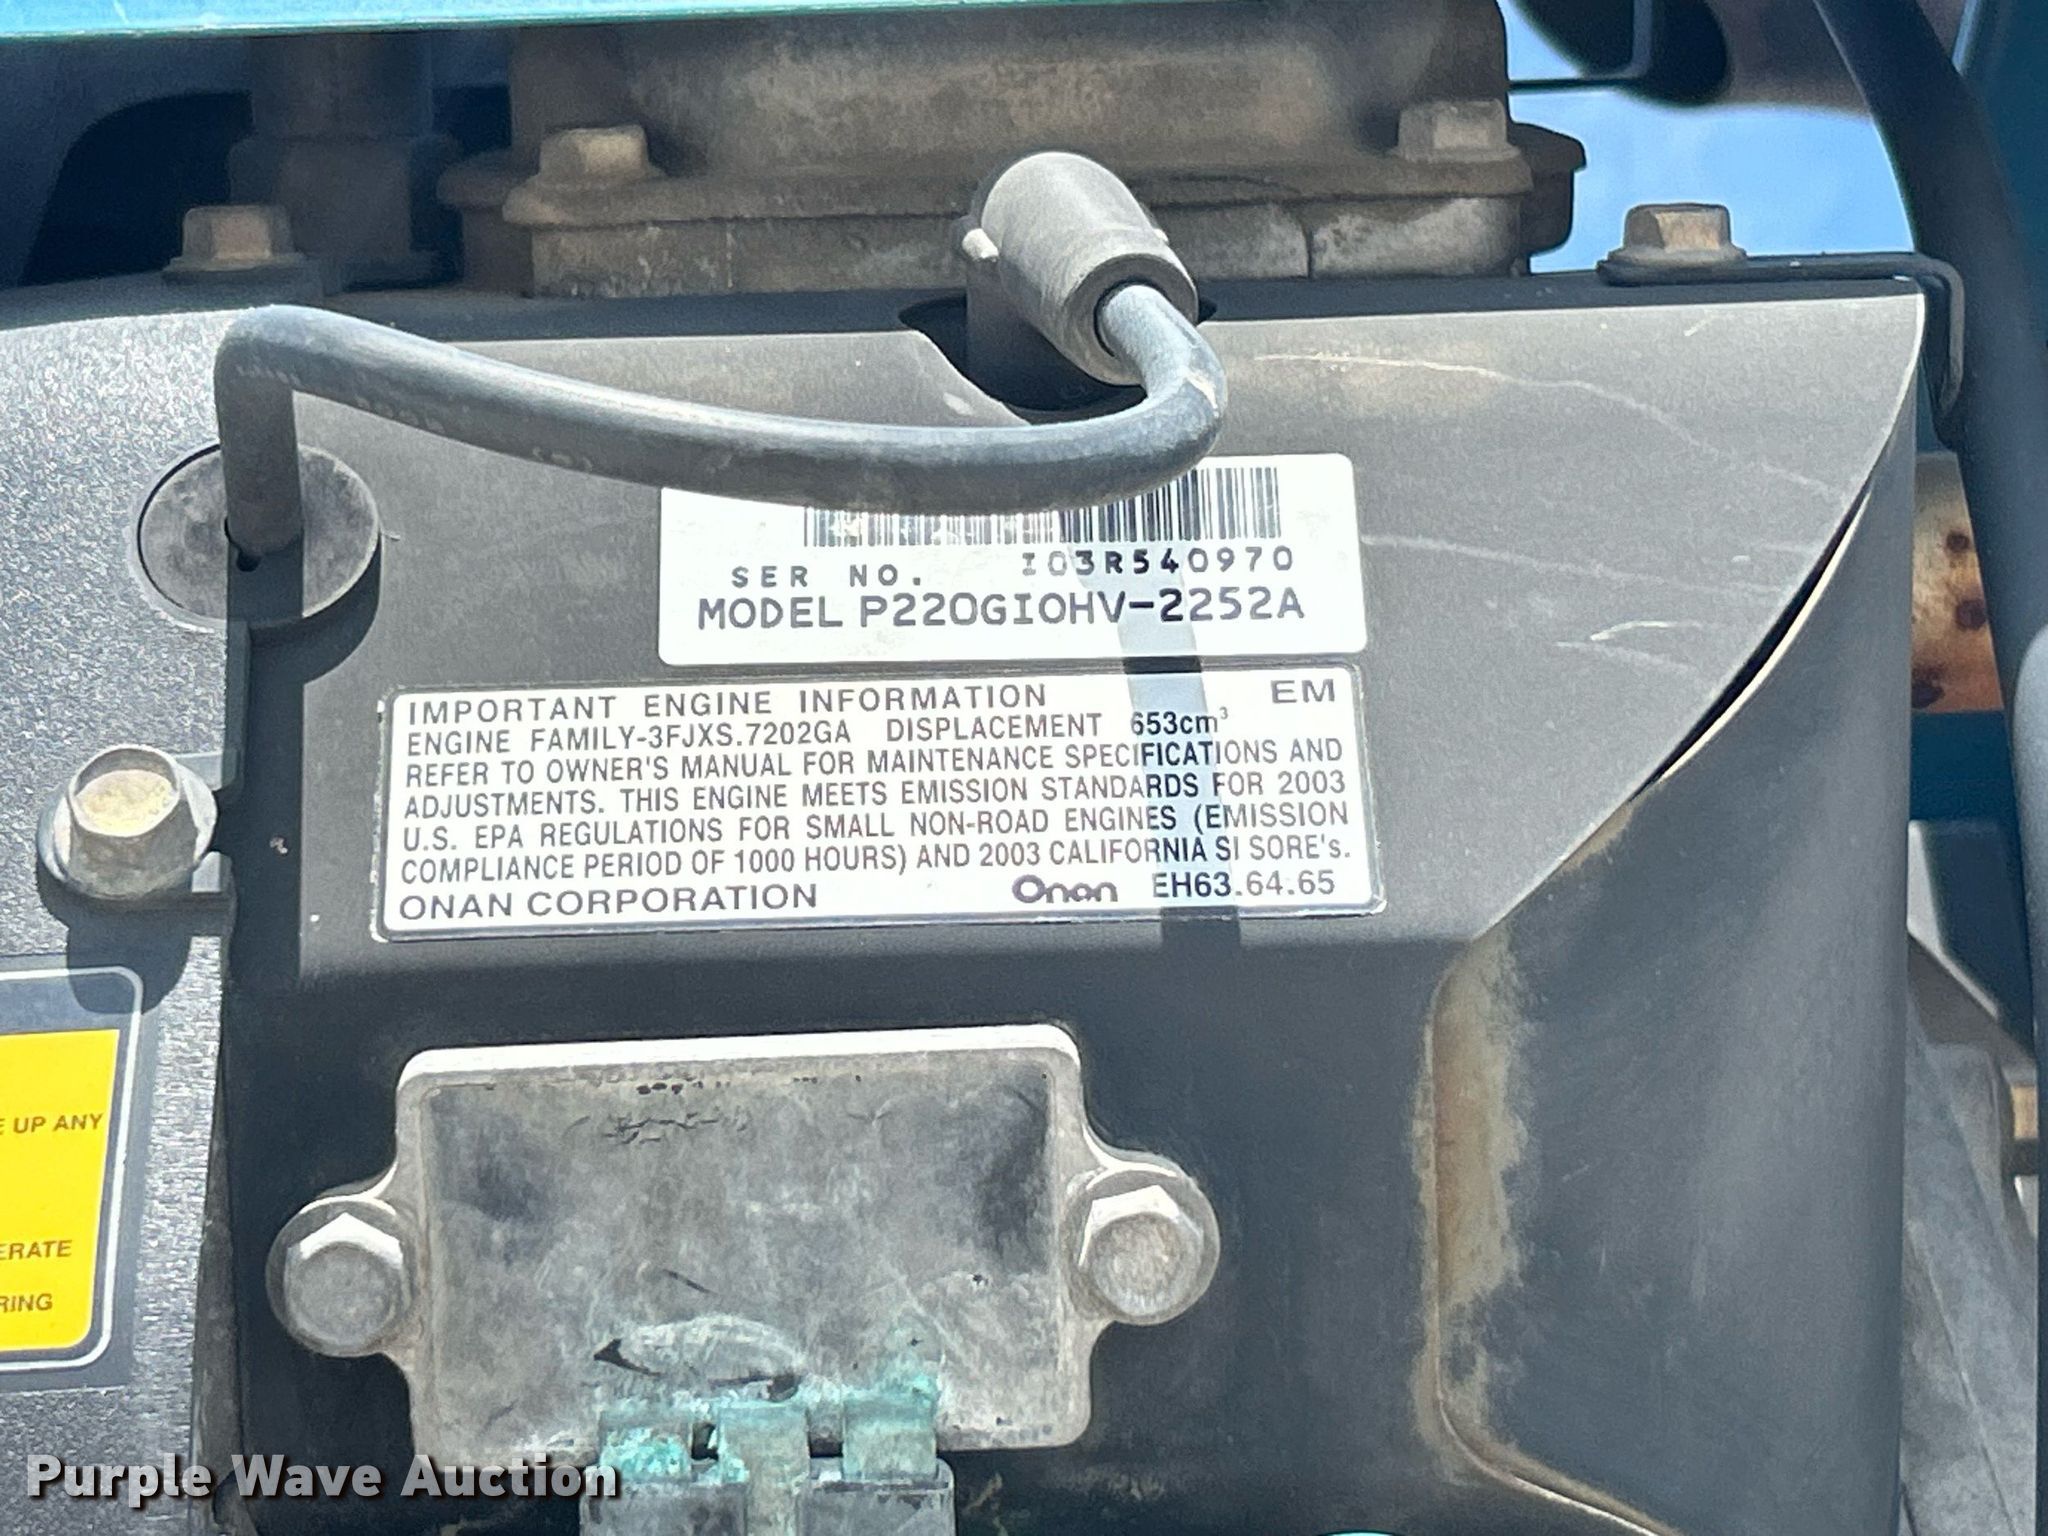 SER NO. I03R540970
MODEL P220GIOHV-2252A
IMPORTANT ENGINE INFORMATION EM
ENGINE FAMILY-3FJXS.7202GA DISPLACEMENT 653cm³
REFER TO OWNER'S MANUAL FOR MAINTENANCE SPECIFICATIONS AND
ADJUSTMENTS. THIS ENGINE MEETS EMISSION STANDARDS FOR 2003
U.S. EPA REGULATIONS FOR SMALL NON-ROAD ENGINES (EMISSION
COMPLIANCE PERIOD OF 1000 HOURS) AND 2003 CALIFORNIA SI SORE's.
ONAN CORPORATION Onan EH63.64.65
UP ANY
Purple Wave Auction